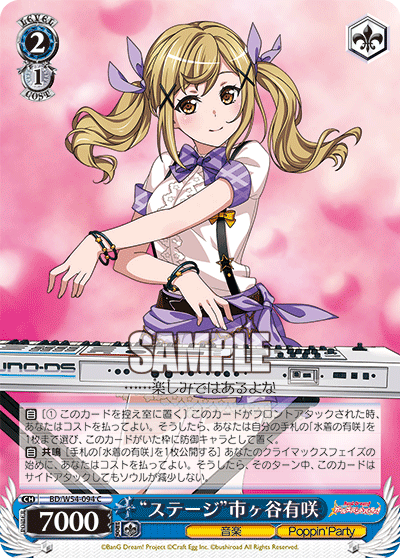 LEVEL
2
1
COST
SAMPLE
UNO-DS
……楽しみではあるよな!
自 [① このカードを控え室に置く] このカードがフロントアタックされた時、
あなたはコストを払ってよい。そうしたら、あなたは自分の手札の「水着の有咲」を
1枚まで選び、このカードがいた枠に防御キャラとして置く。
自 共鳴 [手札の「水着の有咲」を1枚公開する] あなたのクライマックスフェイズの
始めに、あなたはコストを払ってよい。そうしたら、そのターン中、このカードは
サイドアタックしてもソウルが減少しない。
CH BD/W54-094 C
POWER 7000
“ステージ”市ヶ谷有咲
音楽 Poppin'Party
©BanG Dream! Project ©Craft Egg Inc. ©bushiroad All Rights Reserved.